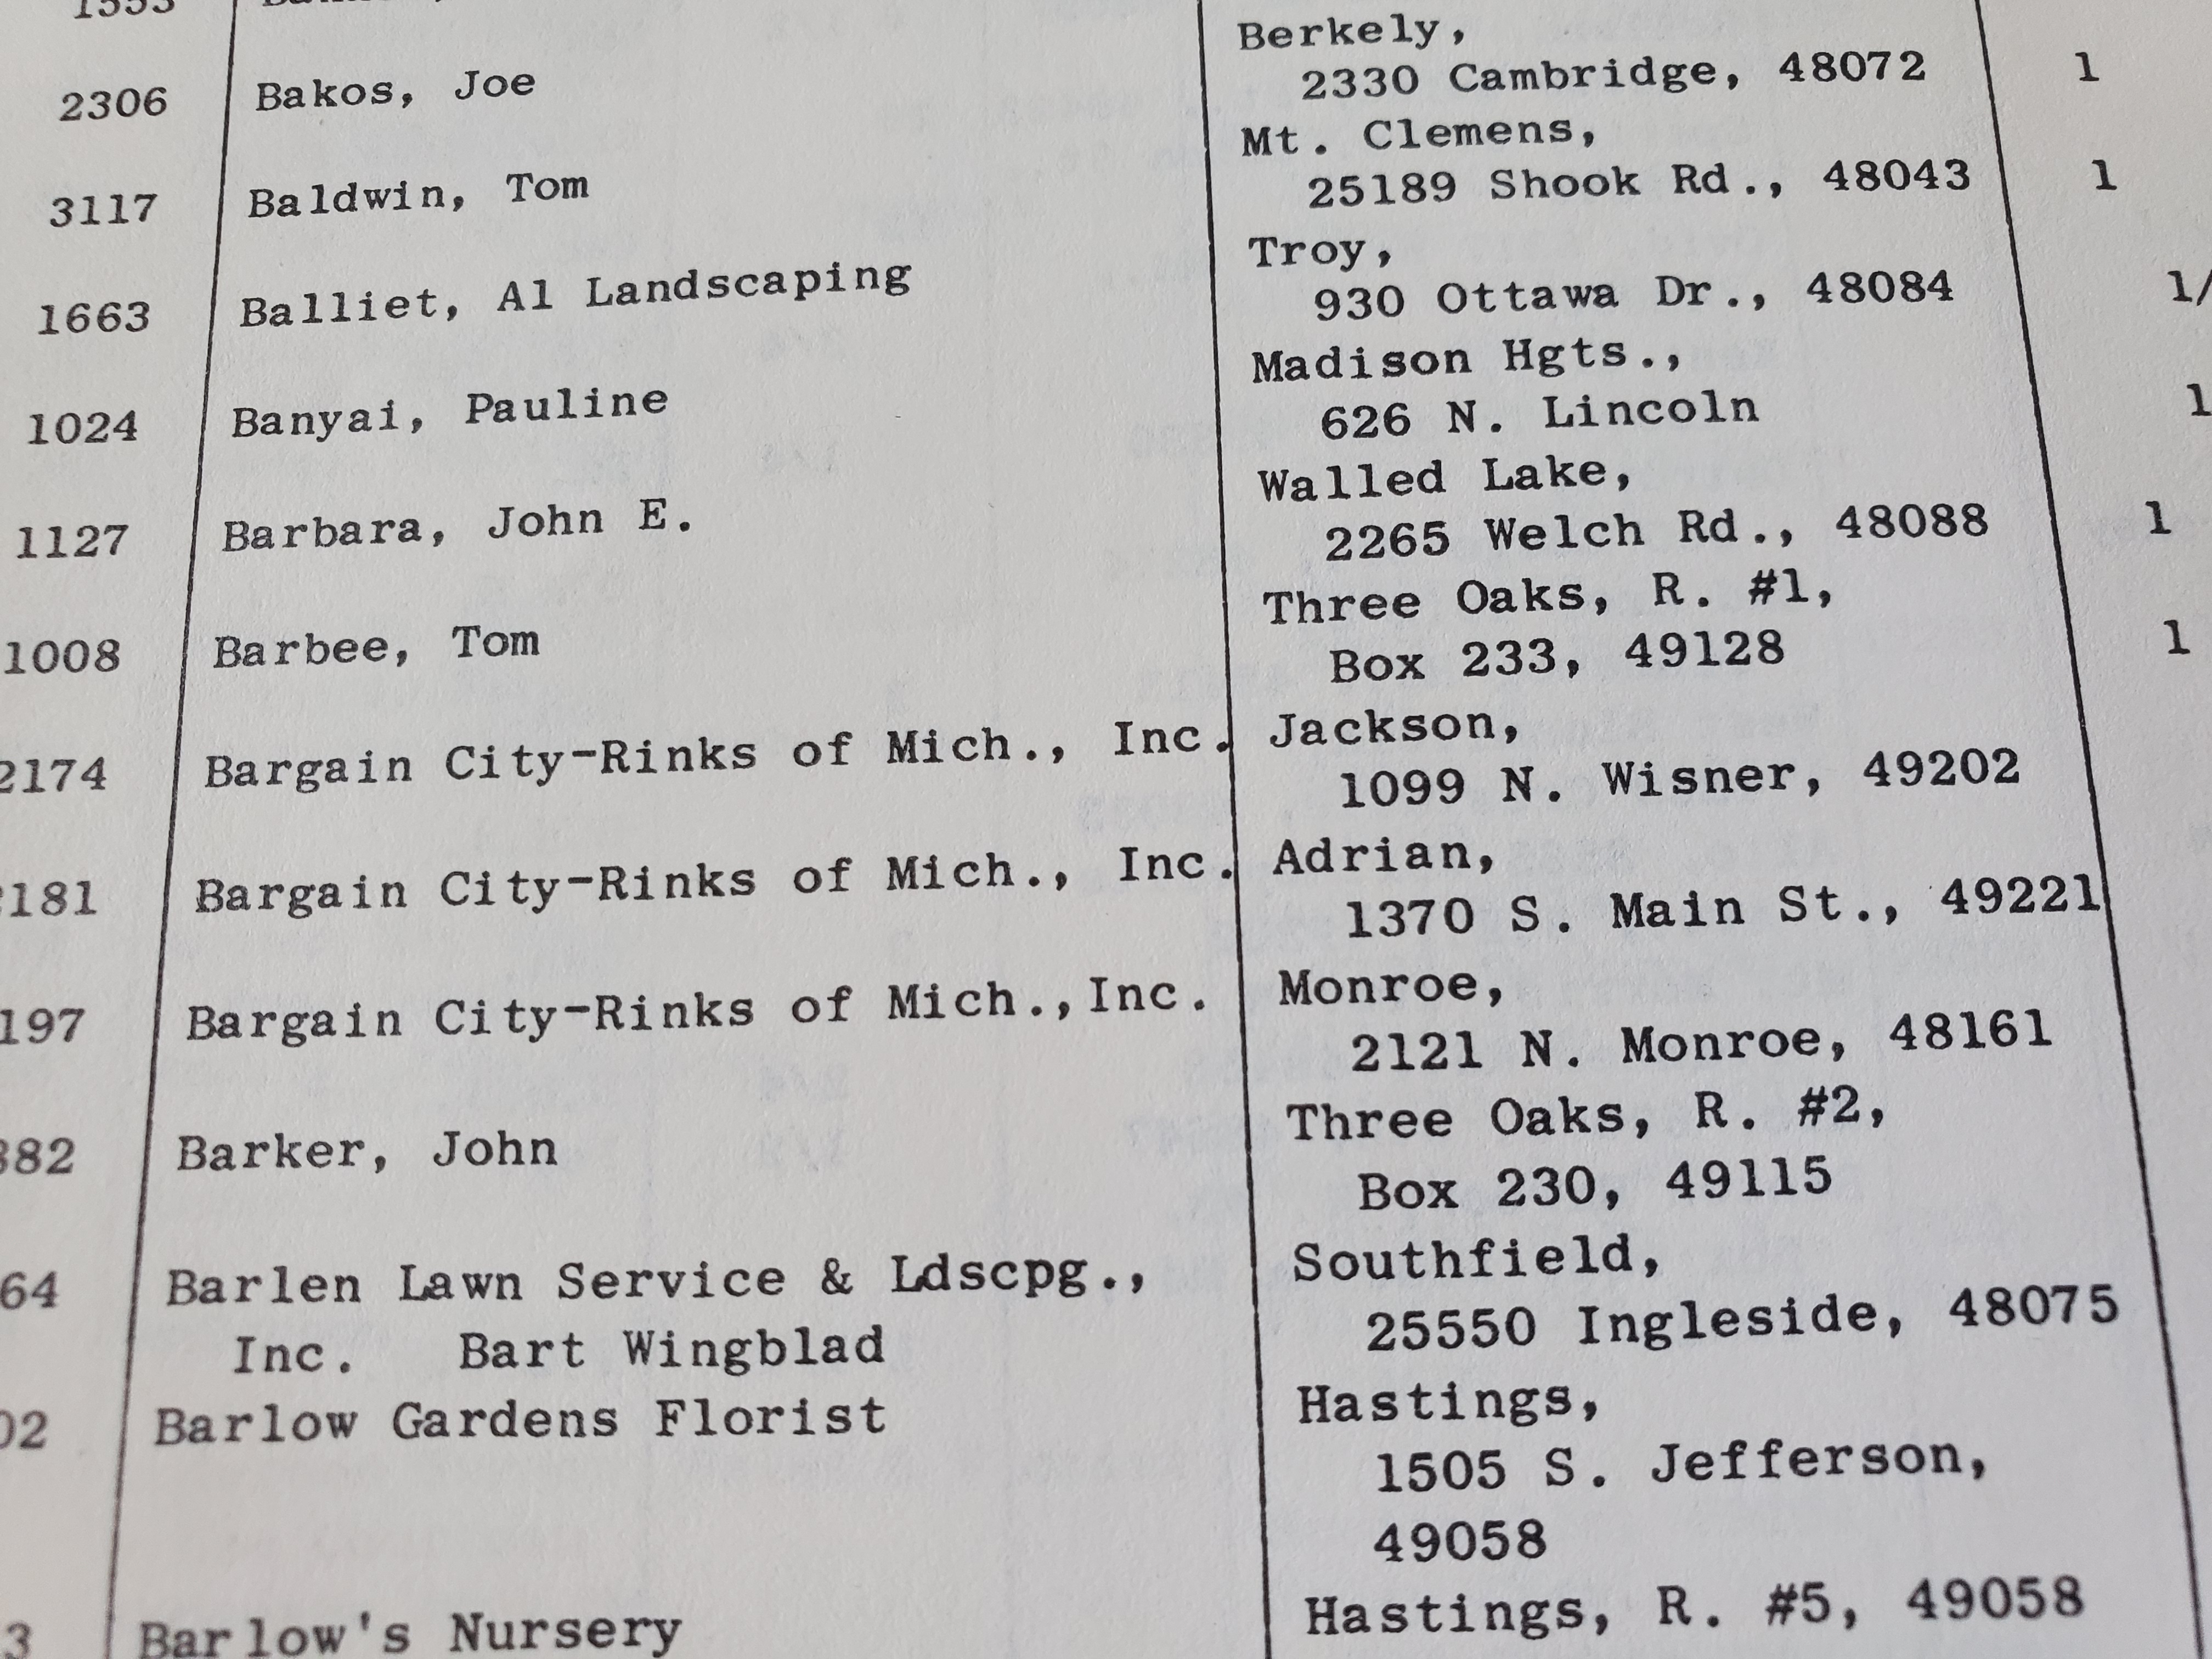 Berkely,
2306 Bakos, Joe 2330 Cambridge, 48072 1
Mt. Clemens,
3117 Baldwin, Tom 25189 Shook Rd., 48043 1
Troy,
1663 Balliet, Al Landscaping 930 Ottawa Dr., 48084 1/
Madison Hgts.,
1024 Banyai, Pauline 626 N. Lincoln 1
Walled Lake,
1127 Barbara, John E. 2265 Welch Rd., 48088 1
Three Oaks, R. #1,
1008 Barbee, Tom Box 233, 49128 1
2174 Bargain City-Rinks of Mich., Inc. Jackson,
1099 N. Wisner, 49202
181 Bargain City-Rinks of Mich., Inc. Adrian,
1370 S. Main St., 49221
197 Bargain City-Rinks of Mich.,Inc. Monroe,
2121 N. Monroe, 48161
Three Oaks, R. #2,
382 Barker, John Box 230, 49115
64 Barlen Lawn Service & Ldscpg., Southfield,
Inc. Bart Wingblad 25550 Ingleside, 48075
02 Barlow Gardens Florist Hastings,
1505 S. Jefferson,
49058
3 Barlow's Nursery Hastings, R. #5, 49058